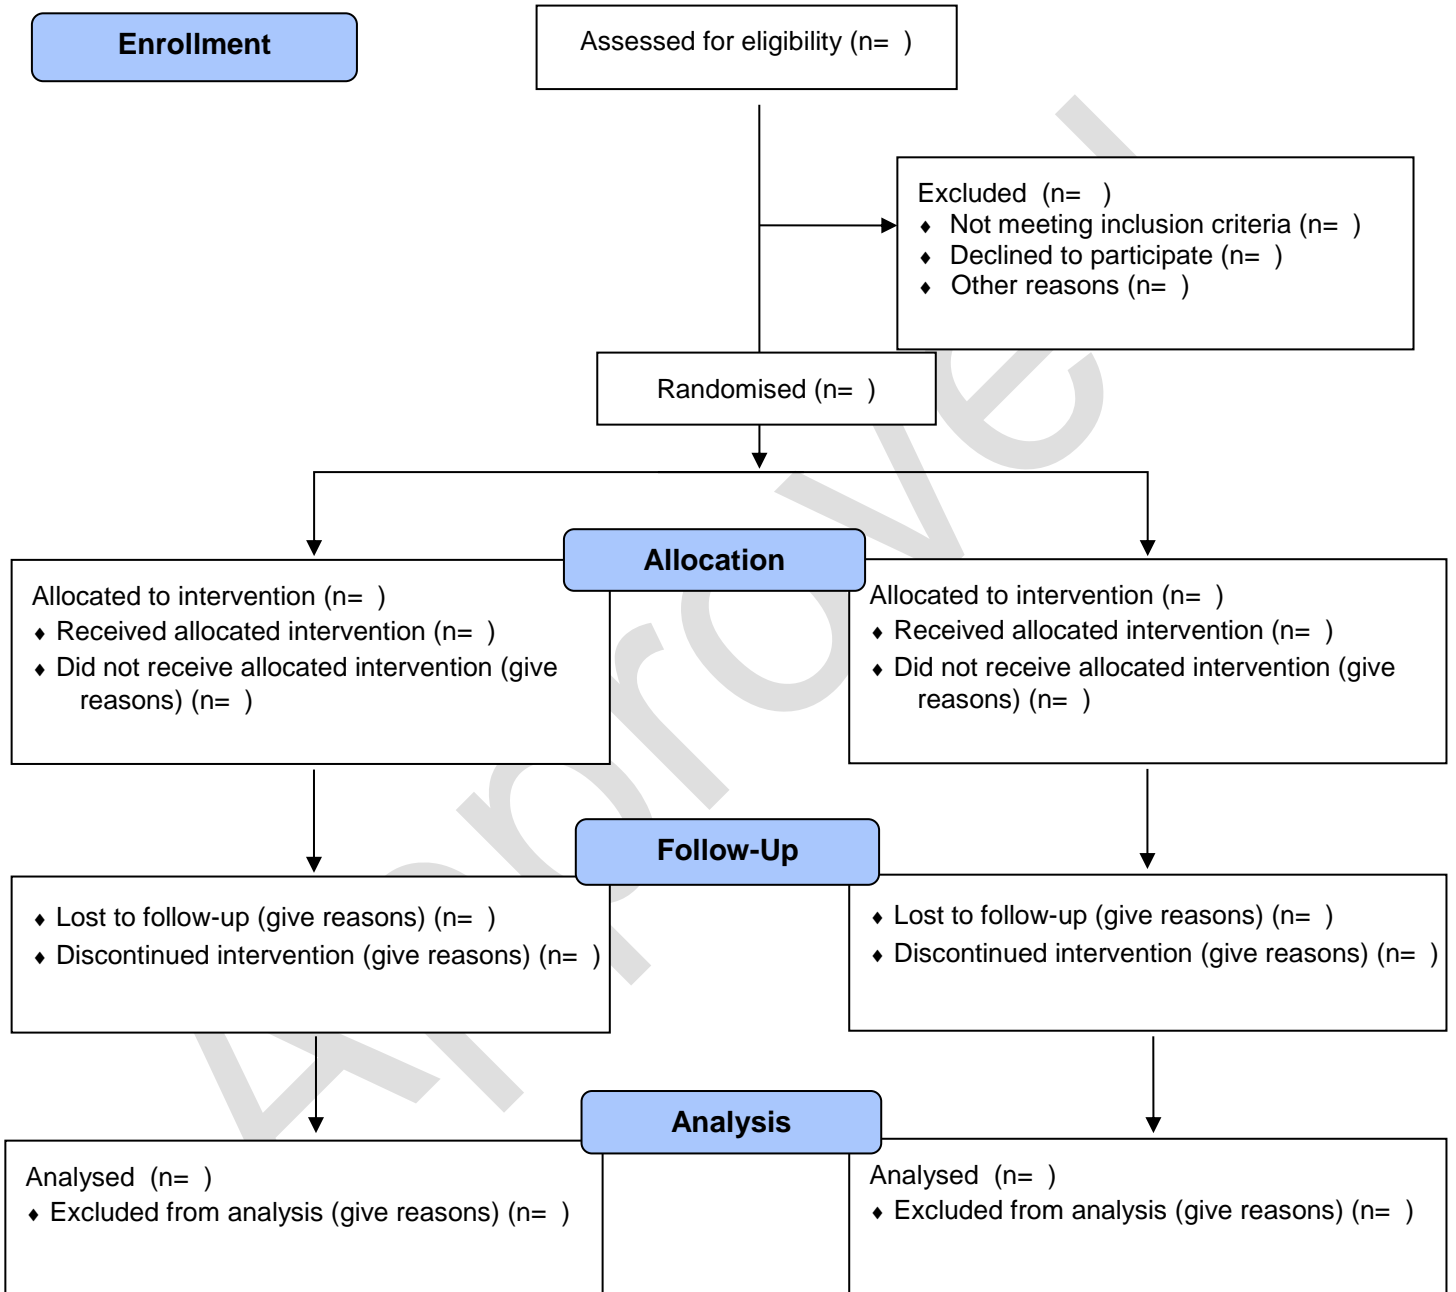 Enrollment
Assessed for eligibility (n= )
Excluded (n= )
♦ Not meeting inclusion criteria (n= )
♦ Declined to participate (n= )
♦ Other reasons (n= )
Randomised (n= )
Allocation
Allocated to intervention (n= )
♦ Received allocated intervention (n= )
♦ Did not receive allocated intervention (give
reasons) (n= )
Allocated to intervention (n= )
♦ Received allocated intervention (n= )
♦ Did not receive allocated intervention (give
reasons) (n= )
Follow-Up
♦ Lost to follow-up (give reasons) (n= )
♦ Discontinued intervention (give reasons) (n= )
♦ Lost to follow-up (give reasons) (n= )
♦ Discontinued intervention (give reasons) (n= )
Analysis
Analysed (n= )
♦ Excluded from analysis (give reasons) (n= )
Analysed (n= )
♦ Excluded from analysis (give reasons) (n= )